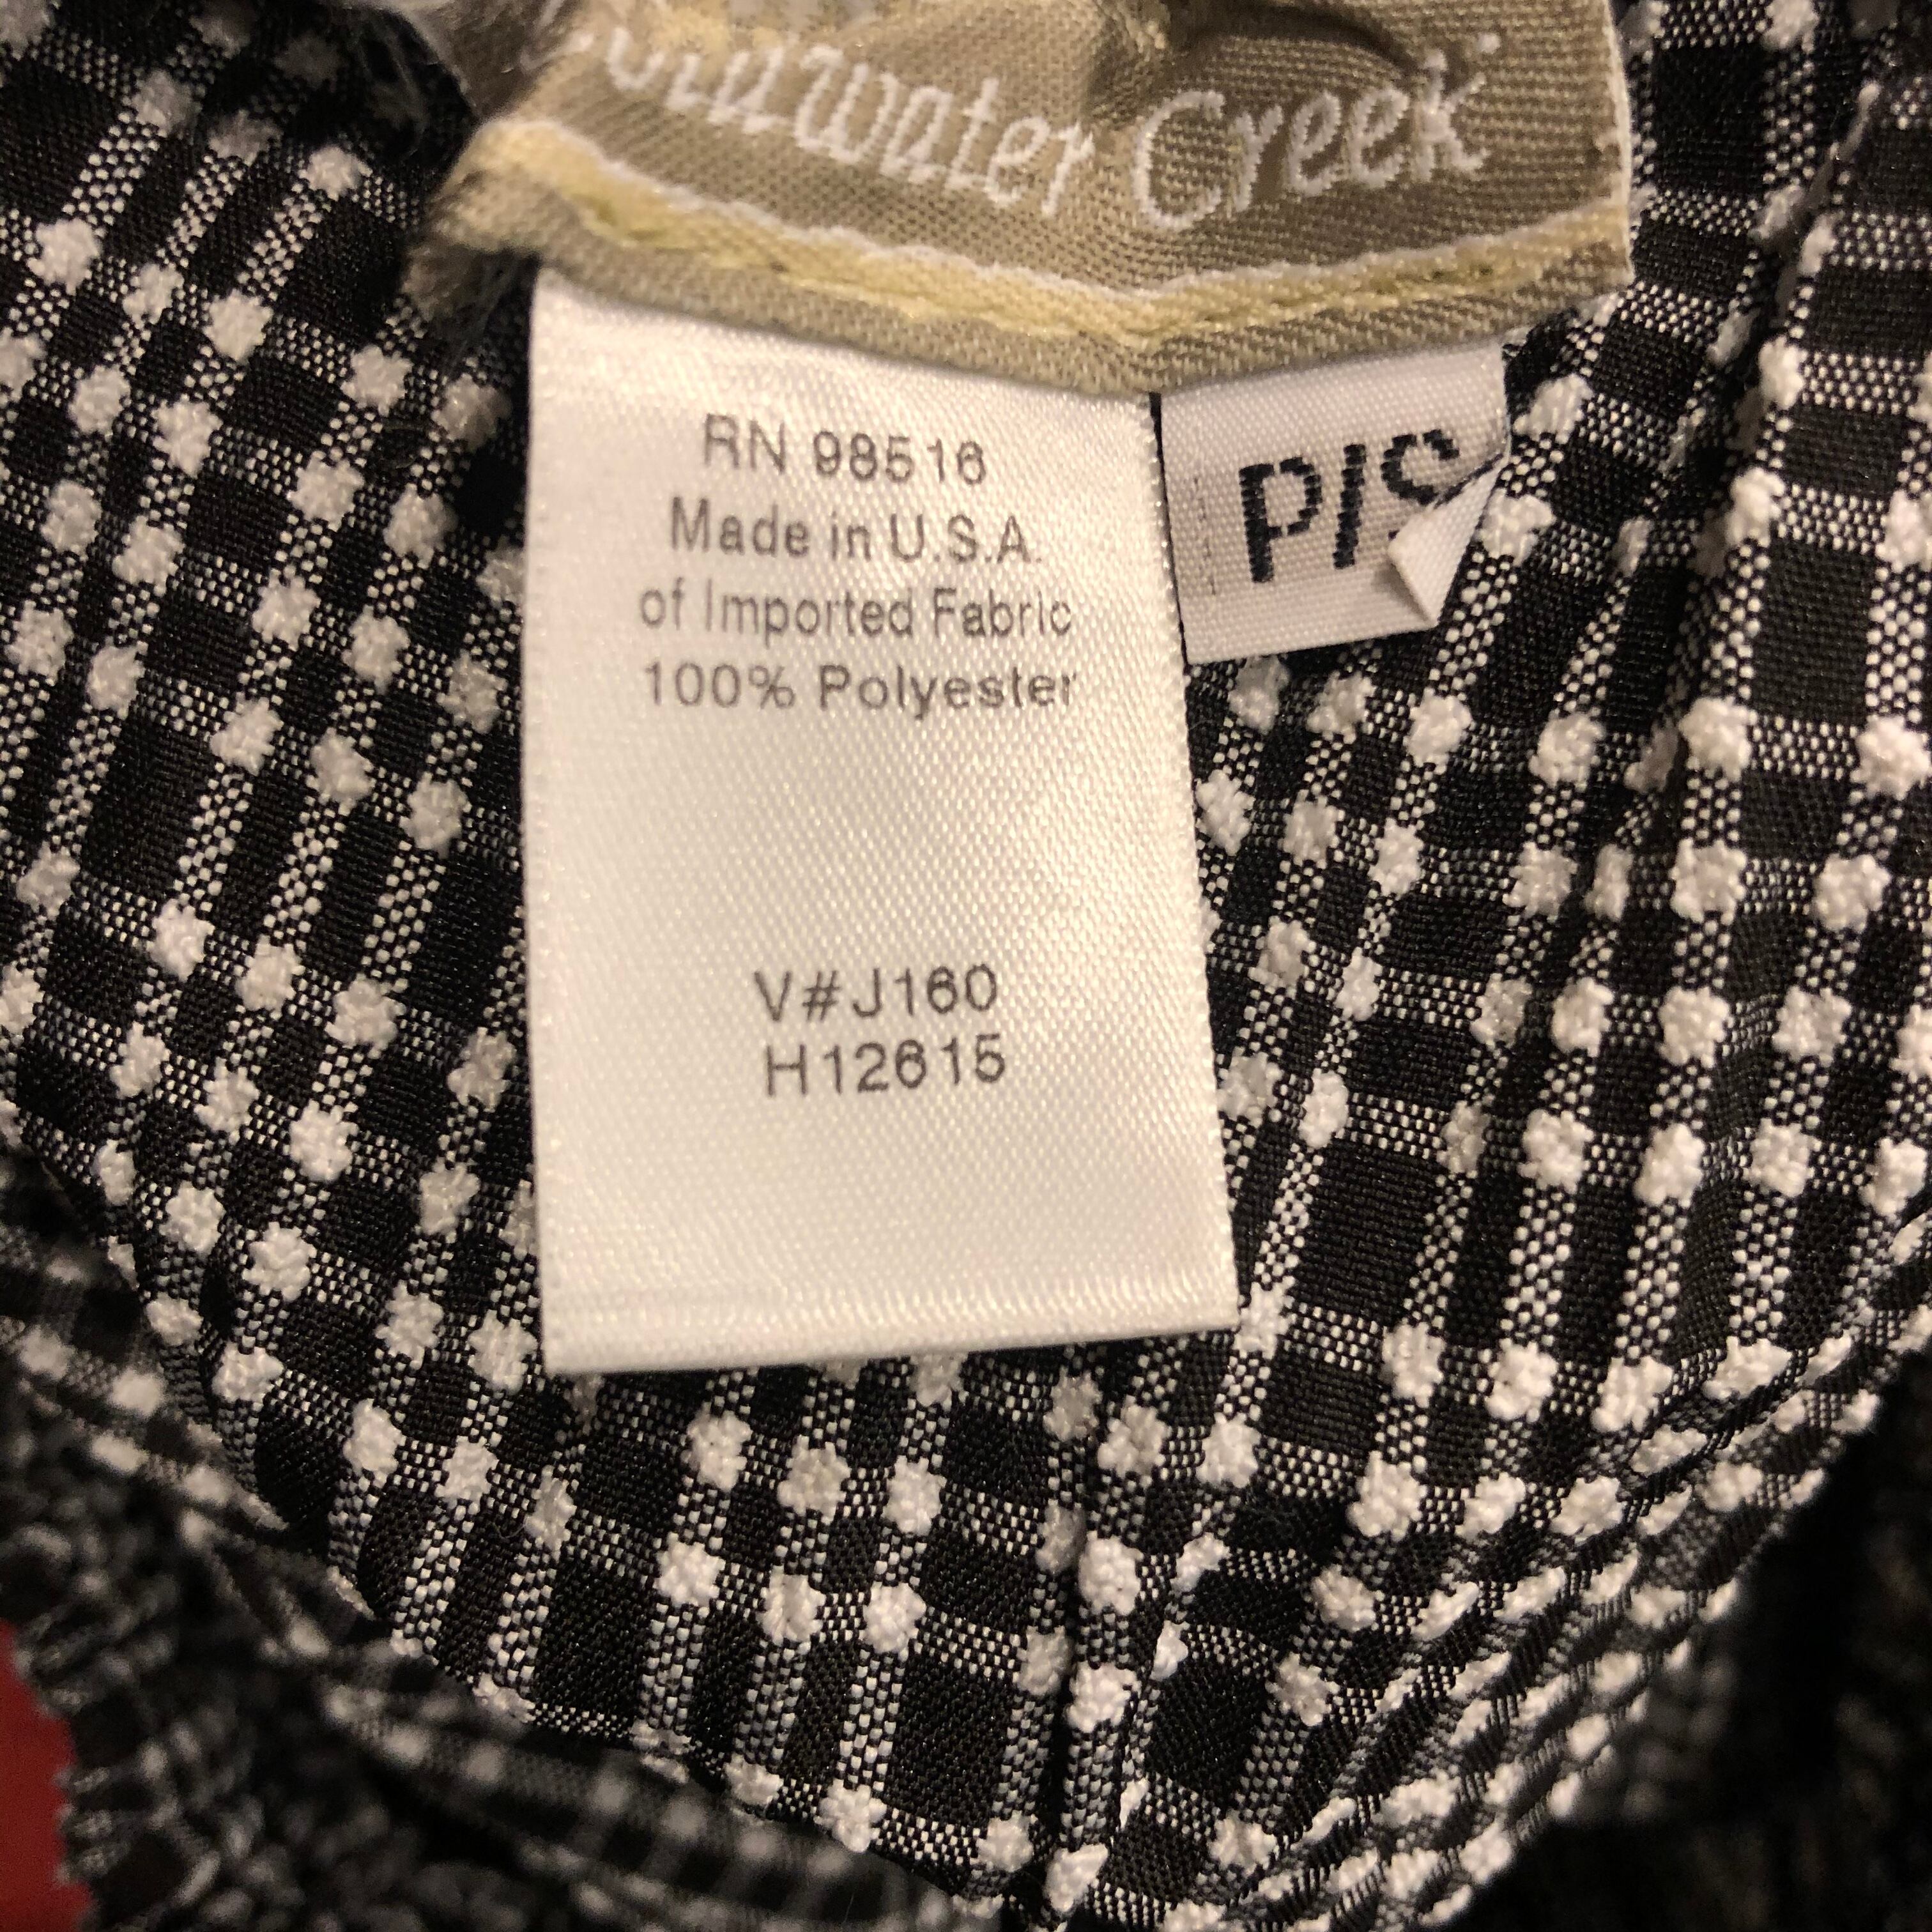 Coldwater Creek
RN 98516
Made in U.S.A.
of Imported Fabric
100% Polyester
P/S
V#J160
H12615